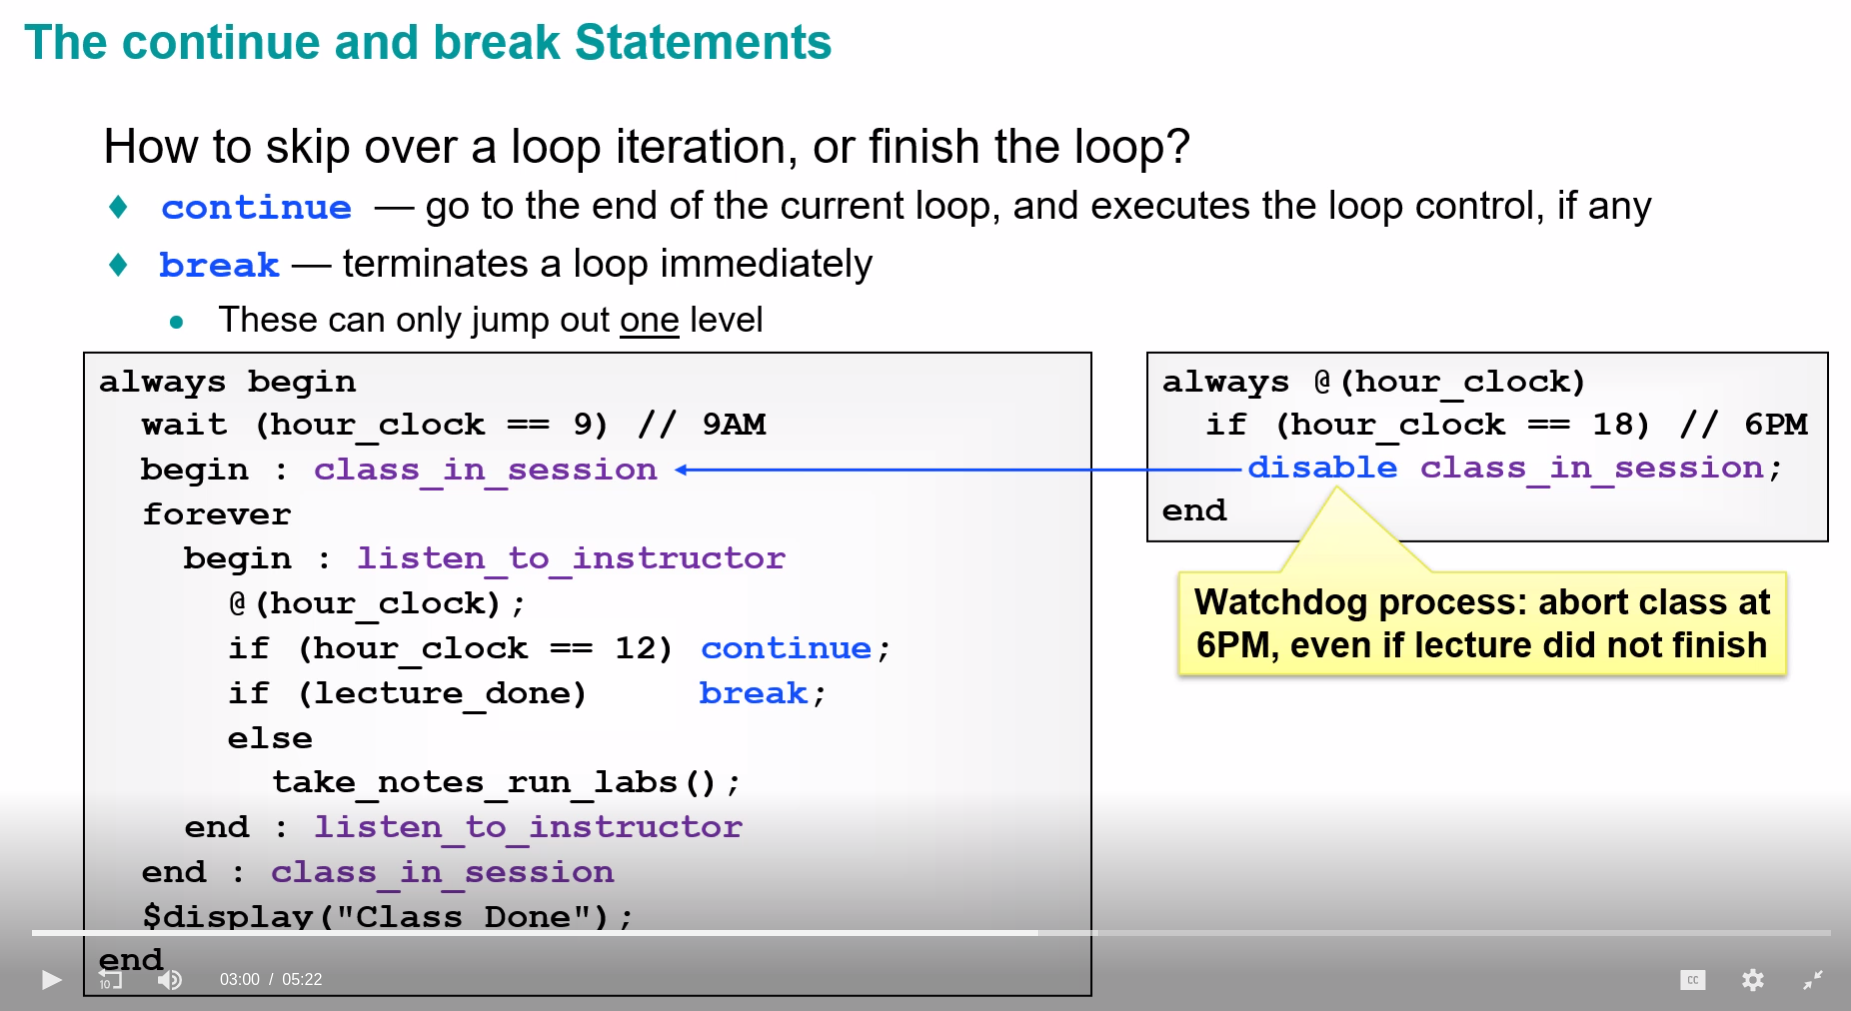 The continue and break Statements
How to skip over a loop iteration, or finish the loop?
continue — go to the end of the current loop, and executes the loop control, if any
break — terminates a loop immediately
These can only jump out one level
always begin
wait (hour_clock == 9) // 9AM
begin : class_in_session
forever
begin : listen_to_instructor
@(hour_clock);
if (hour_clock == 12) continue;
if (lecture_done) break;
else
take_notes_run_labs();
end : listen_to_instructor
end : class_in_session
$display("Class Done");
end
always @(hour_clock)
if (hour_clock == 18) // 6PM
disable class_in_session;
end
Watchdog process: abort class at
6PM, even if lecture did not finish
10
03:00 / 05:22
CC